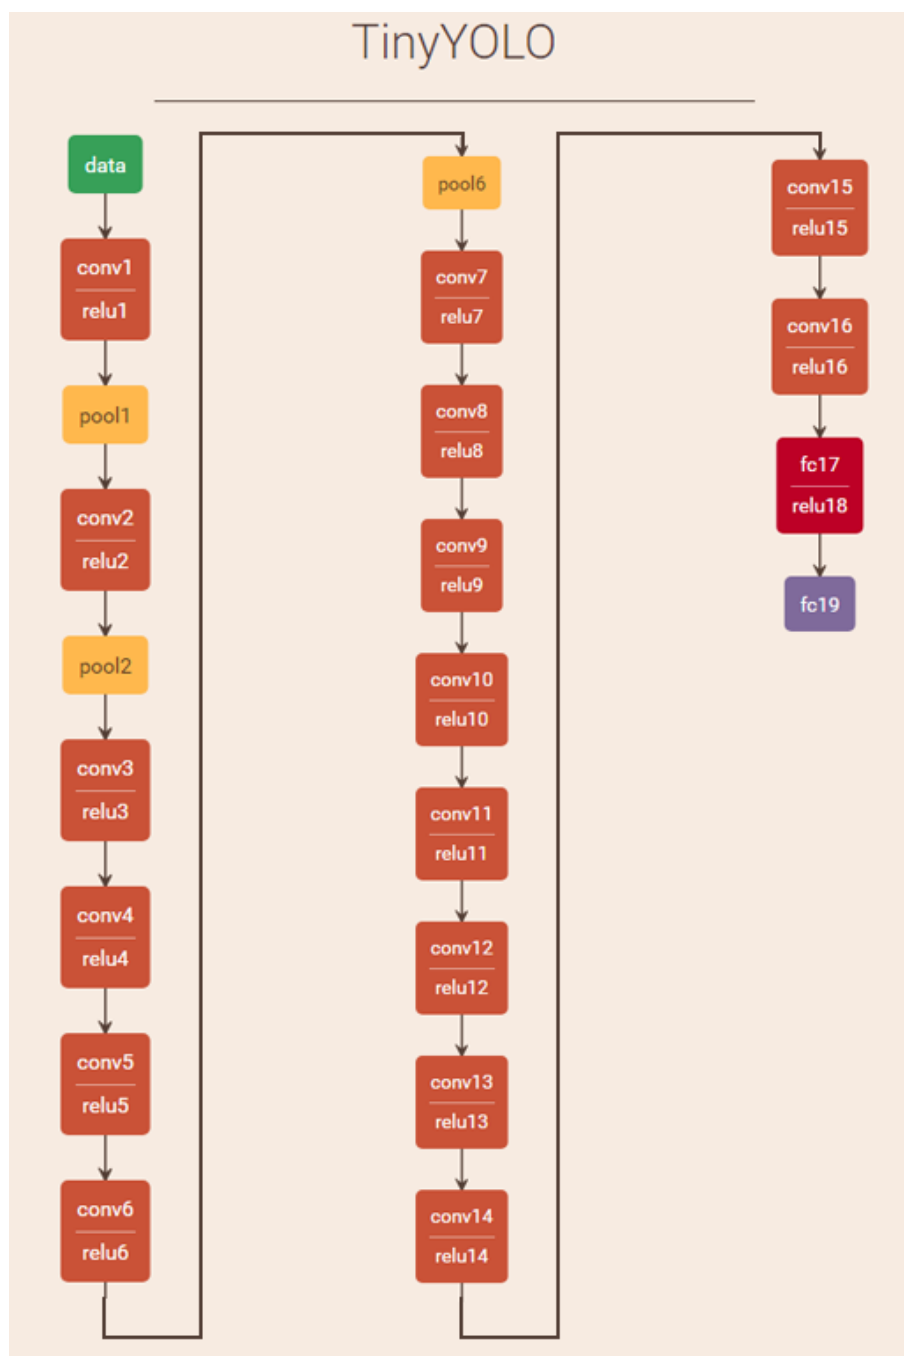 TinyYOLO
data
conv1
relu1
pool1
conv2
relu2
pool2
conv3
relu3
conv4
relu4
conv5
relu5
conv6
relu6
pool6
conv7
relu7
conv8
relu8
conv9
relu9
conv10
relu10
conv11
relu11
conv12
relu12
conv13
relu13
conv14
relu14
conv15
relu15
conv16
relu16
fc17
relu18
fc19